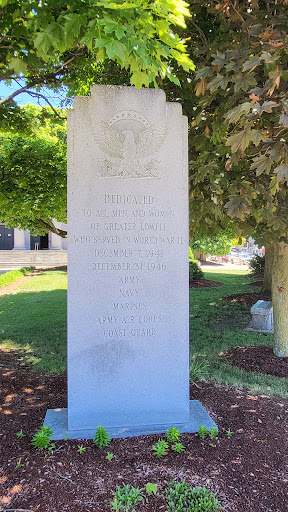 DEDICATED
TO ALL MEN AND WOMEN
OF GREATER LOWELL
WHO SERVED IN WORLD WAR II
DECEMBER 7, 1941
DECEMBER 31, 1946
ARMY
NAVY
MARINES
ARMY AIR FORCE
COAST GUARD